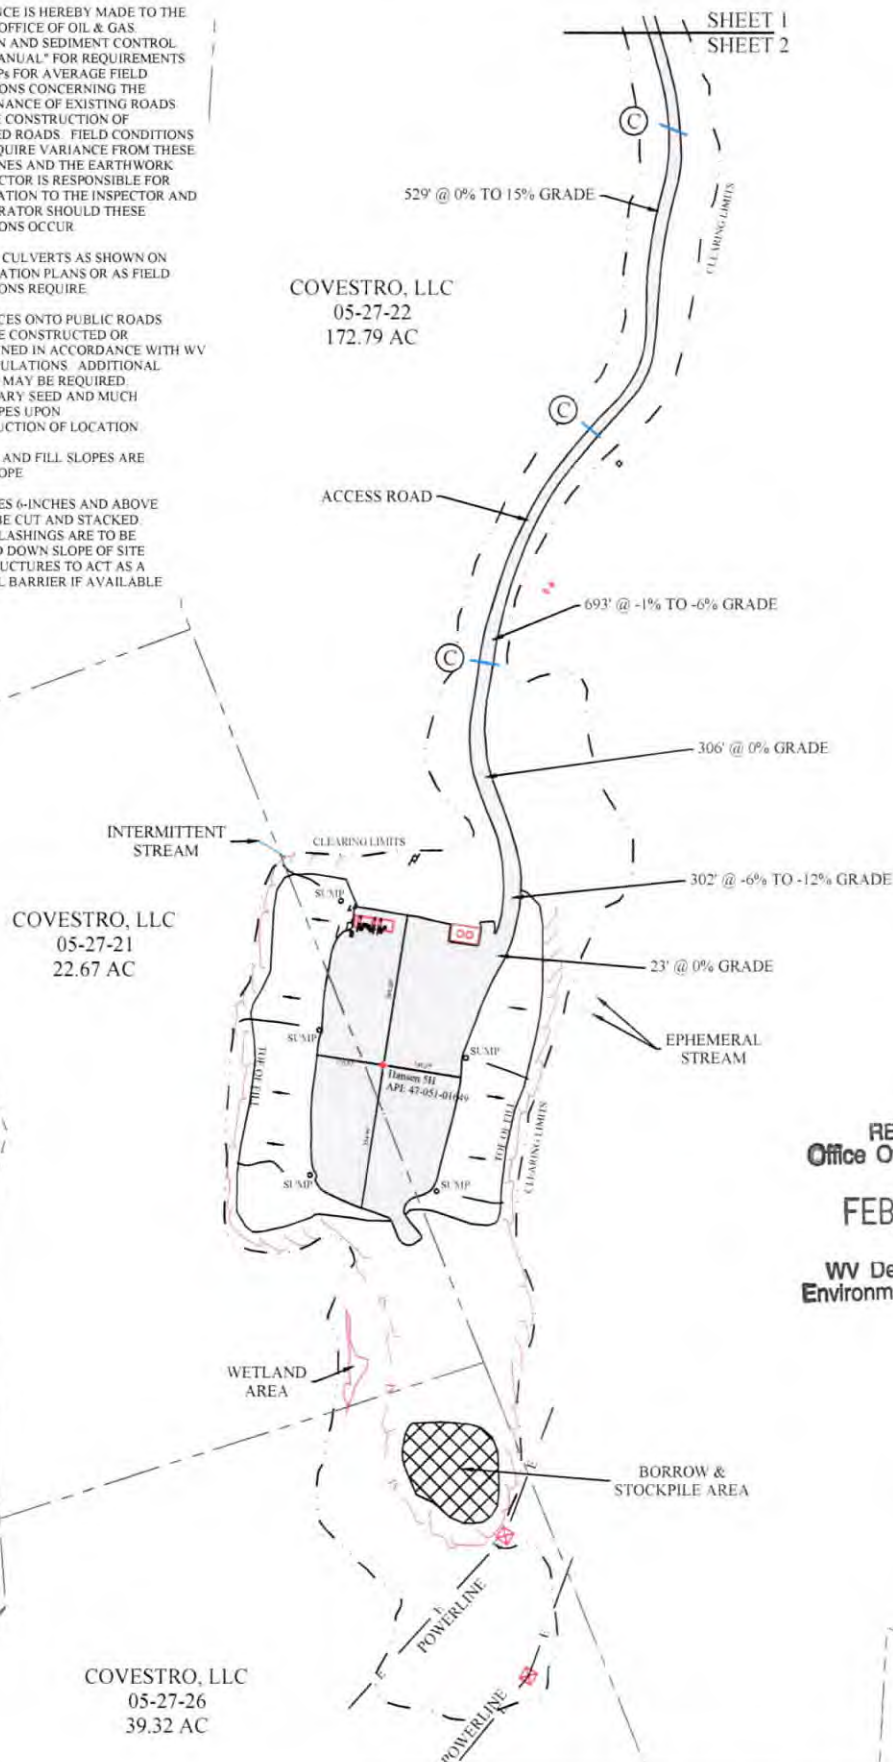 NCE IS HEREBY MADE TO THE
OFFICE OF OIL & GAS
N AND SEDIMENT CONTROL
ANUAL" FOR REQUIREMENTS
Ps FOR AVERAGE FIELD
ONS CONCERNING THE
NANCE OF EXISTING ROADS
E CONSTRUCTION OF
ED ROADS. FIELD CONDITIONS
QUIRE VARIANCE FROM THESE
NES AND THE EARTHWORK
CTOR IS RESPONSIBLE FOR
ATION TO THE INSPECTOR AND
RATOR SHOULD THESE
ONS OCCUR
CULVERTS AS SHOWN ON
ATION PLANS OR AS FIELD
ONS REQUIRE
CES ONTO PUBLIC ROADS
E CONSTRUCTED OR
NED IN ACCORDANCE WITH WV
ULATIONS. ADDITIONAL
MAY BE REQUIRED.
ARY SEED AND MUCH
PES UPON
UCTION OF LOCATION
AND FILL SLOPES ARE
OPE
ES 6-INCHES AND ABOVE
BE CUT AND STACKED.
LASHINGS ARE TO BE
D DOWN SLOPE OF SITE
UCTURES TO ACT AS A
L BARRIER IF AVAILABLE
SHEET 1
SHEET 2
C
529' @ 0% TO 15% GRADE
CLEARING LIMITS
COVESTRO, LLC
05-27-22
172.79 AC
C
ACCESS ROAD
693' @ -1% TO -6% GRADE
C
306' @ 0% GRADE
INTERMITTENT
STREAM
CLEARING LIMITS
302' @ -6% TO -12% GRADE
SUMP
COVESTRO, LLC
05-27-21
22.67 AC
23' @ 0% GRADE
EPHEMERAL
STREAM
SUMP
SUMP
TOE OF FILL
Hansen 5H
API: 47-051-01649
TOE OF FILL
CLEARING LIMITS
SUMP
SUMP
RE
Office O
FEB
WV De
Environm
WETLAND
AREA
BORROW &
STOCKPILE AREA
E
E
POWERLINE
E
E
POWERLINE
COVESTRO, LLC
05-27-26
39.32 AC